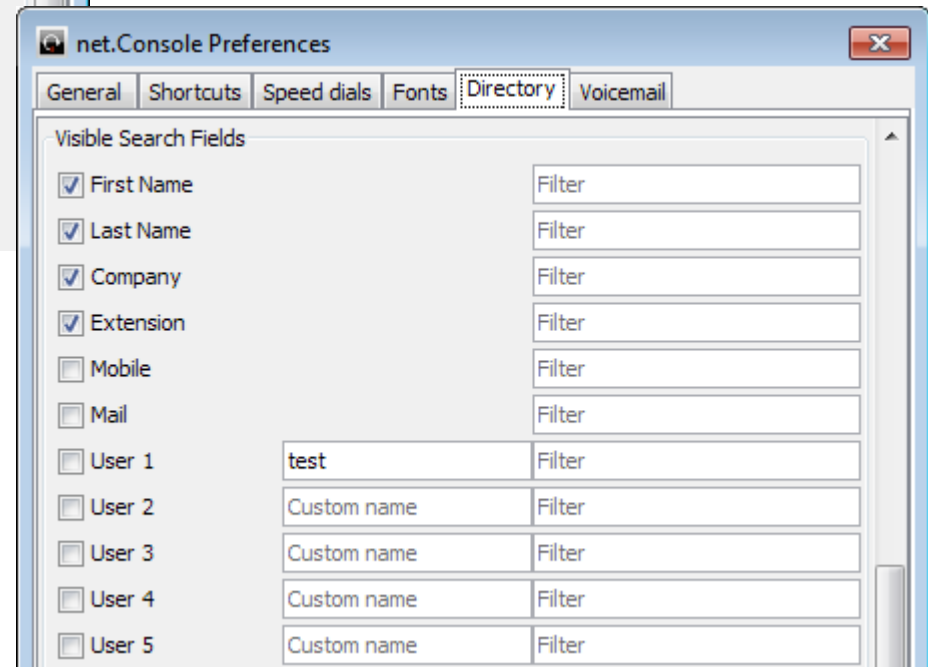 net.Console Preferences
General Shortcuts Speed dials Fonts Directory Voicemail
Visible Search Fields
First Name Filter
Last Name Filter
Company Filter
Extension Filter
Mobile Filter
Mail Filter
User 1 test Filter
User 2 Custom name Filter
User 3 Custom name Filter
User 4 Custom name Filter
User 5 Custom name Filter